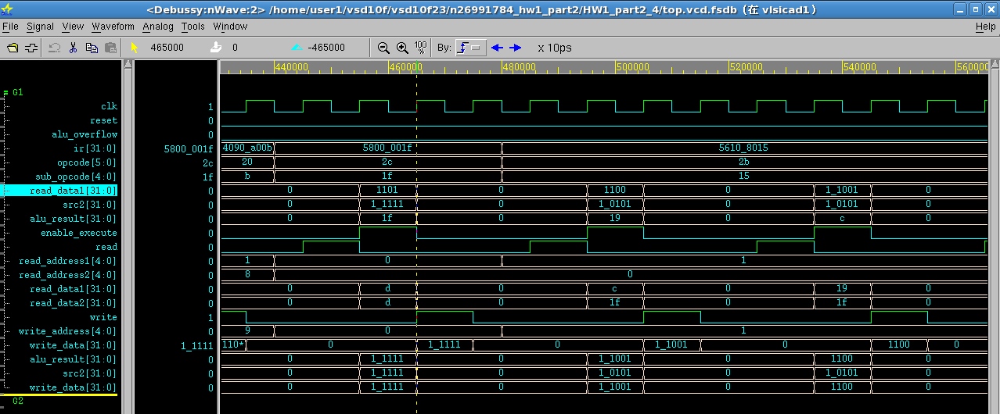 <Debussy:nWave:2> /home/user1/vsd10f/vsd10f23/n26991784_hw1_part2/HW1_part2_4/top.vcd.fsdb (在 vlsicad1)
File Signal View Waveform Analog Tools Window Help
465000 0 -465000 100 % By: x 10ps
440000 460000 480000 500000 520000 540000 560000
G1
clk 1
reset 0
alu_overflow 0
ir[31:0] 5800_001f 4090_a00b 5800_001f 5610_8015
opcode[5:0] 2c 20 2c 2b
sub_opcode[4:0] 1f b 1f 15
read_data1[31:0] 0 0 1101 0 1100 0 1_1001 0
src2[31:0] 0 0 1_1111 0 1_0101 0 1_0101 0
alu_result[31:0] 0 0 1f 0 19 0 c 0
enable_execute 0
read 0
read_address1[4:0] 0 1 0 1
read_address2[4:0] 0 8 0
read_data1[31:0] 0 0 d 0 c 0 19 0
read_data2[31:0] 0 0 d 0 1f 0 1f 0
write 1
write_address[4:0] 0 9 0 1
write_data[31:0] 1_1111 110* 0 1_1111 0 1_1001 0 1100 0
alu_result[31:0] 0 0 1_1111 0 1_1001 0 1100 0
src2[31:0] 0 0 1_1111 0 1_0101 0 1_0101 0
write_data[31:0] 0 0 1_1111 0 1_1001 0 1100 0
G2